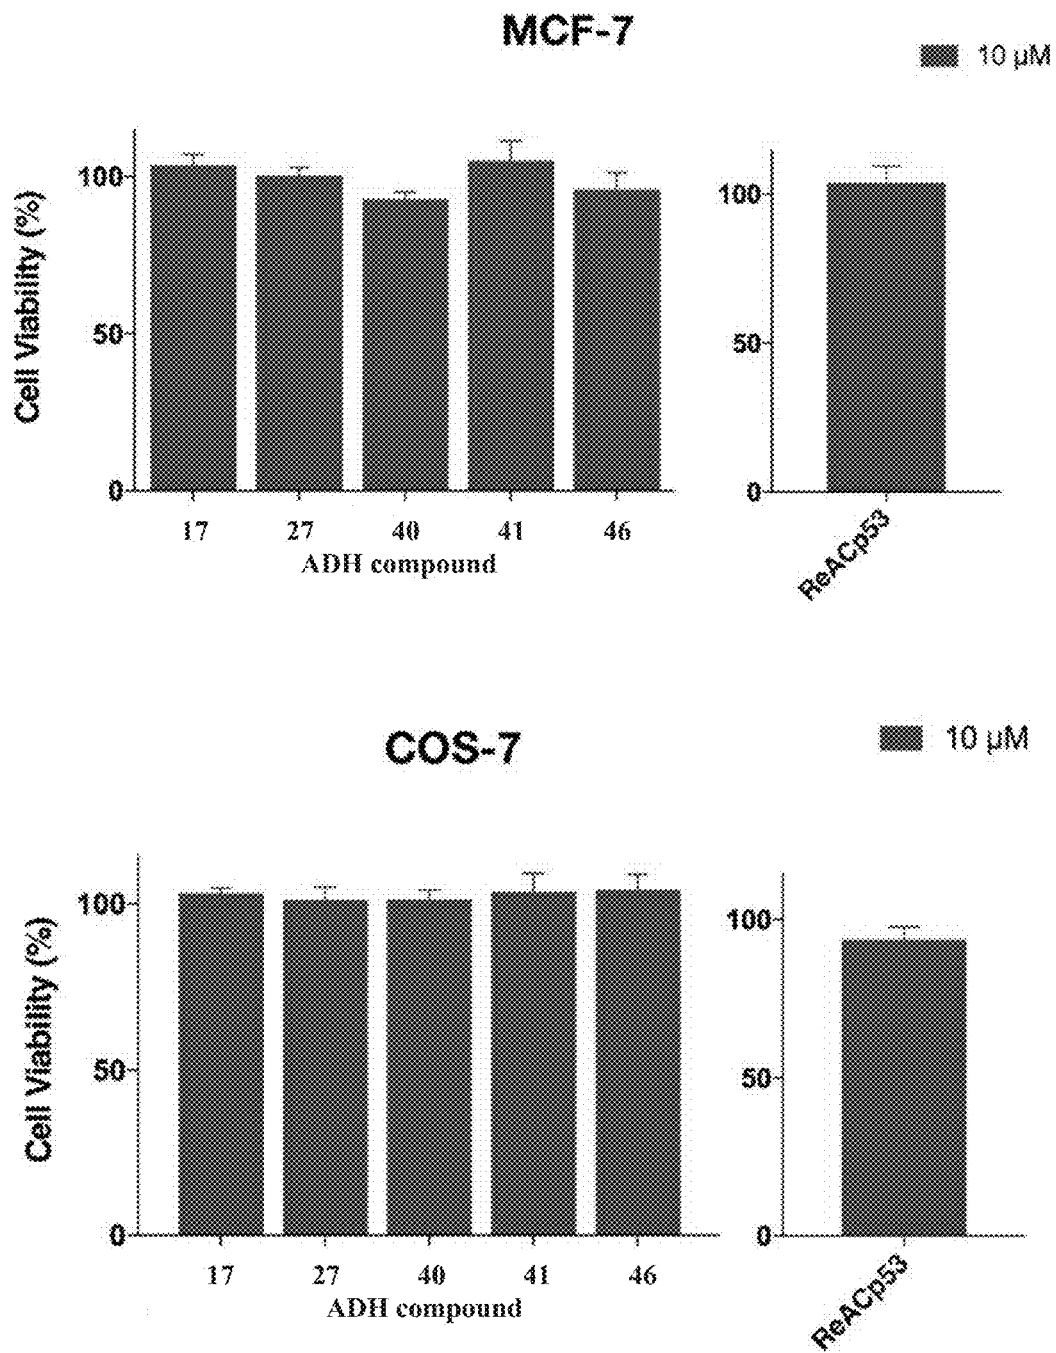 MCF-7
10 µM
Cell Viability (%)
100
50
0
17 27 40 41 46
ADH compound
100
50
0
ReACp53
COS-7
10 µM
Cell Viability (%)
100
50
0
17 27 40 41 46
ADH compound
100
50
0
ReACp53